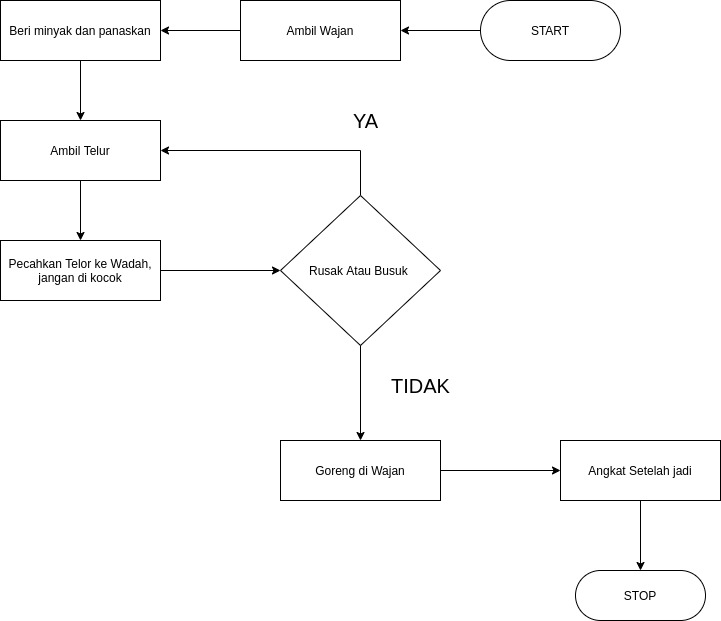 START
Ambil Wajan
Beri minyak dan panaskan
Ambil Telur
Pecahkan Telor ke Wadah,
jangan di kocok
Rusak Atau Busuk
YA
TIDAK
Goreng di Wajan
Angkat Setelah jadi
STOP